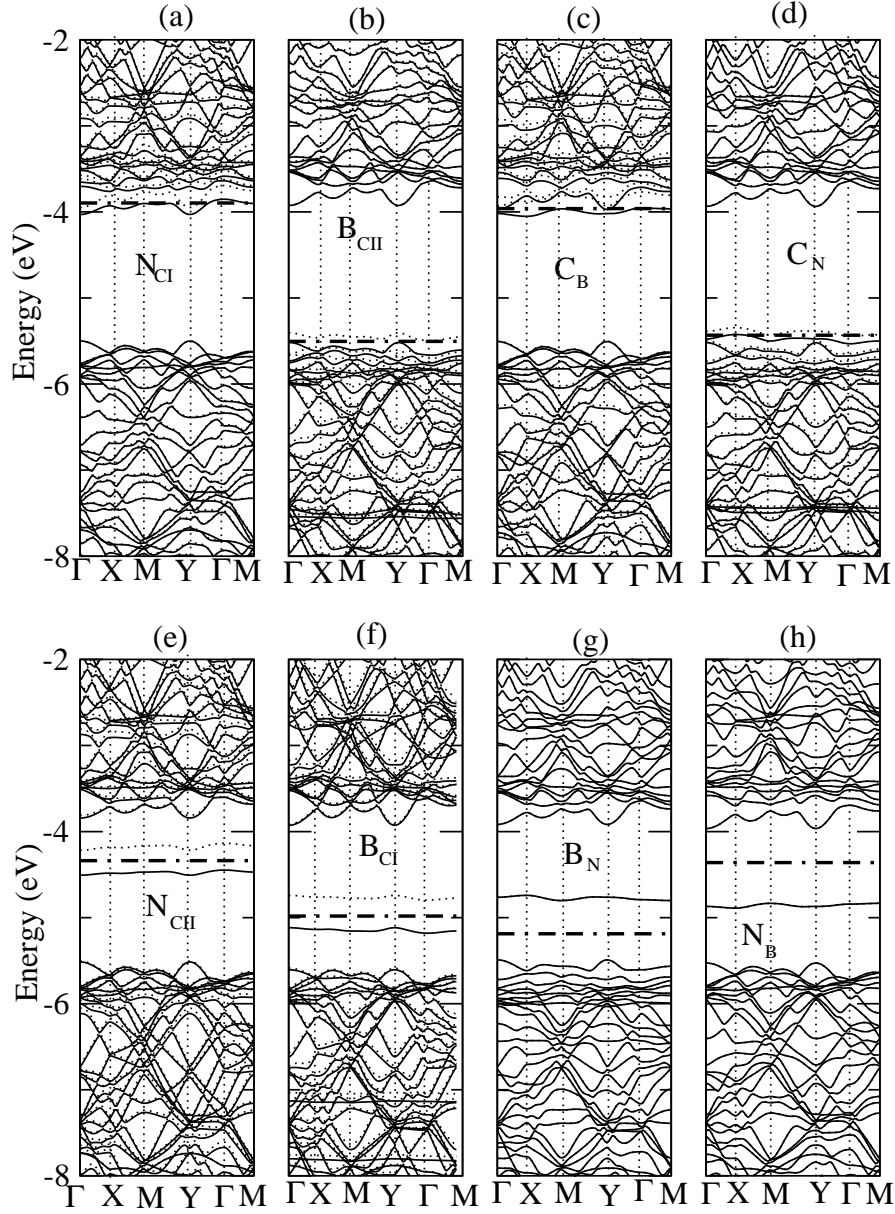 (a) (b) (c) (d)
-2
-4
-6
-8
Energy (eV)
N_CI
B_CII
C_B
C_N
Γ X M Y Γ M
Γ X M Y Γ M
Γ X M Y Γ M
Γ X M Y Γ M
(e) (f) (g) (h)
-2
-4
-6
-8
Energy (eV)
N_CII
B_CI
B_N
N_B
Γ X M Y Γ M
Γ X M Y Γ M
Γ X M Y Γ M
Γ X M Y Γ M